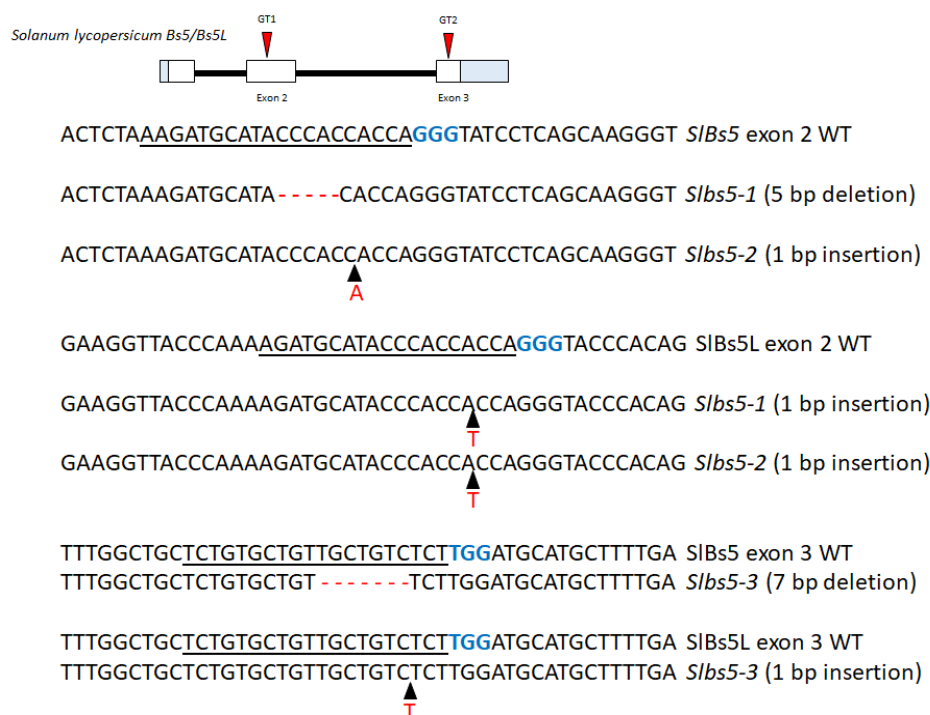 GT1 GT2
Solanum lycopersicum Bs5/Bs5L
Exon 2 Exon 3
ACTCTAAAGATGCATACCCACCACCAGGGTATCCTCAGCAAGGGT SlBs5 exon 2 WT
ACTCTAAAGATGCATA-----CACCAGGGTATCCTCAGCAAGGGT Slbs5-1 (5 bp deletion)
ACTCTAAAGATGCATACCCACCACCAGGGTATCCTCAGCAAGGGT Slbs5-2 (1 bp insertion)
A
GAAGGTTACCCAAAAGATGCATACCCACCACCAGGGTACCCACAG SlBs5L exon 2 WT
GAAGGTTACCCAAAAGATGCATACCCACCACCAGGGTACCCACAG Slbs5-1 (1 bp insertion)
T
GAAGGTTACCCAAAAGATGCATACCCACCACCAGGGTACCCACAG Slbs5-2 (1 bp insertion)
T
TTTGGCTGCTCTGTGCTGTTGCTGTCTCTTGGATGCATGCTTTTGA SlBs5 exon 3 WT
TTTGGCTGCTCTGTGCTGT-------TCTTGGATGCATGCTTTTGA Slbs5-3 (7 bp deletion)
TTTGGCTGCTCTGTGCTGTTGCTGTCTCTTGGATGCATGCTTTTGA SlBs5L exon 3 WT
TTTGGCTGCTCTGTGCTGTTGCTGTCTCTTGGATGCATGCTTTTGA Slbs5-3 (1 bp insertion)
T